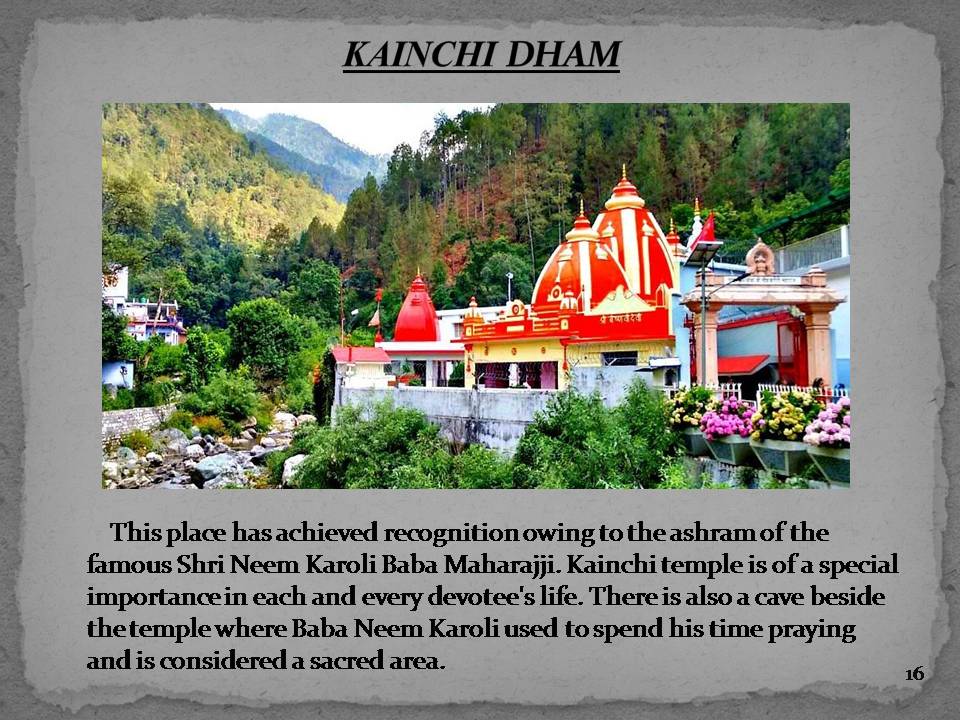 KAINCHI DHAM
श्री वैष्णवी देवी
This place has achieved recognition owing to the ashram of the
famous Shri Neem Karoli Baba Maharajji. Kainchi temple is of a special
importance in each and every devotee's life. There is also a cave beside
the temple where Baba Neem Karoli used to spend his time praying
and is considered a sacred area.
16